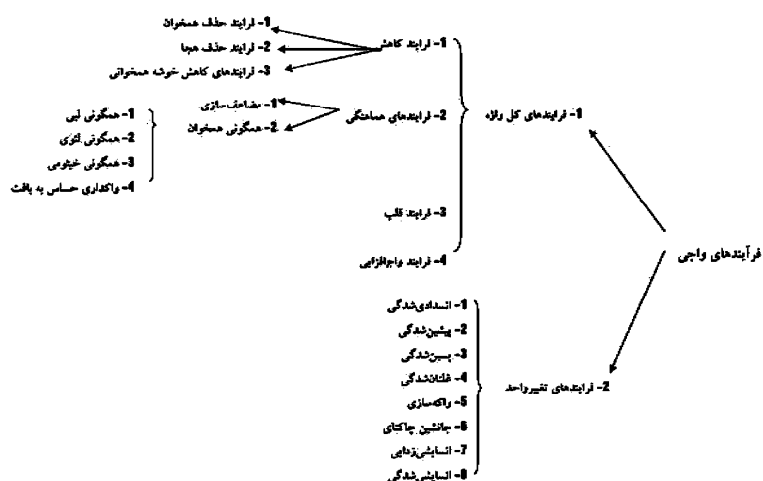 فرآیندهای واجی
1- فرایندهای کل واژه
1- فرایند کاهش
1- فرایند حذف همخوان
2- فرایند حذف هجا
3- فرایندهای کاهش خوشه همخوانی
2- فرایندهای هماهنگی
1- مضاعف‌سازی
2- همگونی همخوان
1- همگونی لبی
2- همگونی لثوی
3- همگونی خیشومی
4- واکداری حساس به بافت
3- فرایند قلب
4- فرایند واج‌افزایی
2- فرایندهای تغییرواحد
1- انسدادی‌شدگی
2- پیشین‌شدگی
3- پسین‌شدگی
4- غلتان‌شدگی
5- واکه‌سازی
6- جانشین چاکنای
7- انسایشی‌زدایی
8- انسایشی‌شدگی